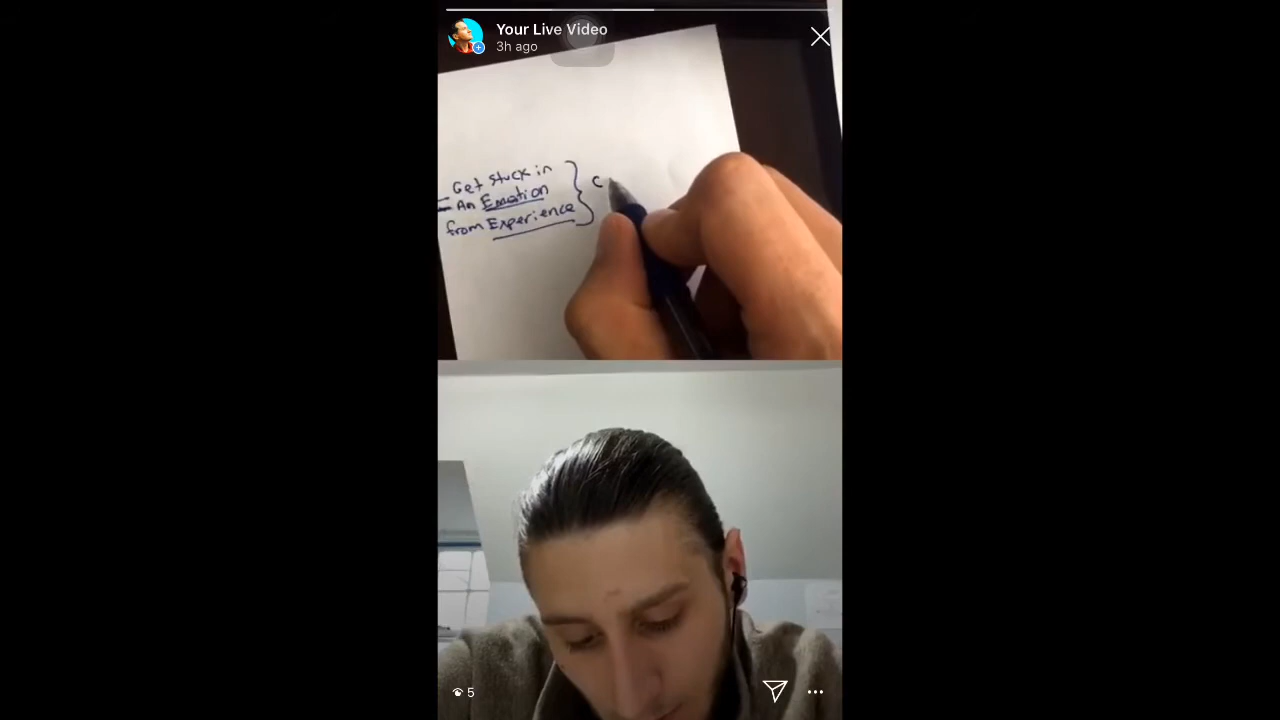 Your Live Video
3h ago
Get stuck in
= An Emotion
from Experience } C
5